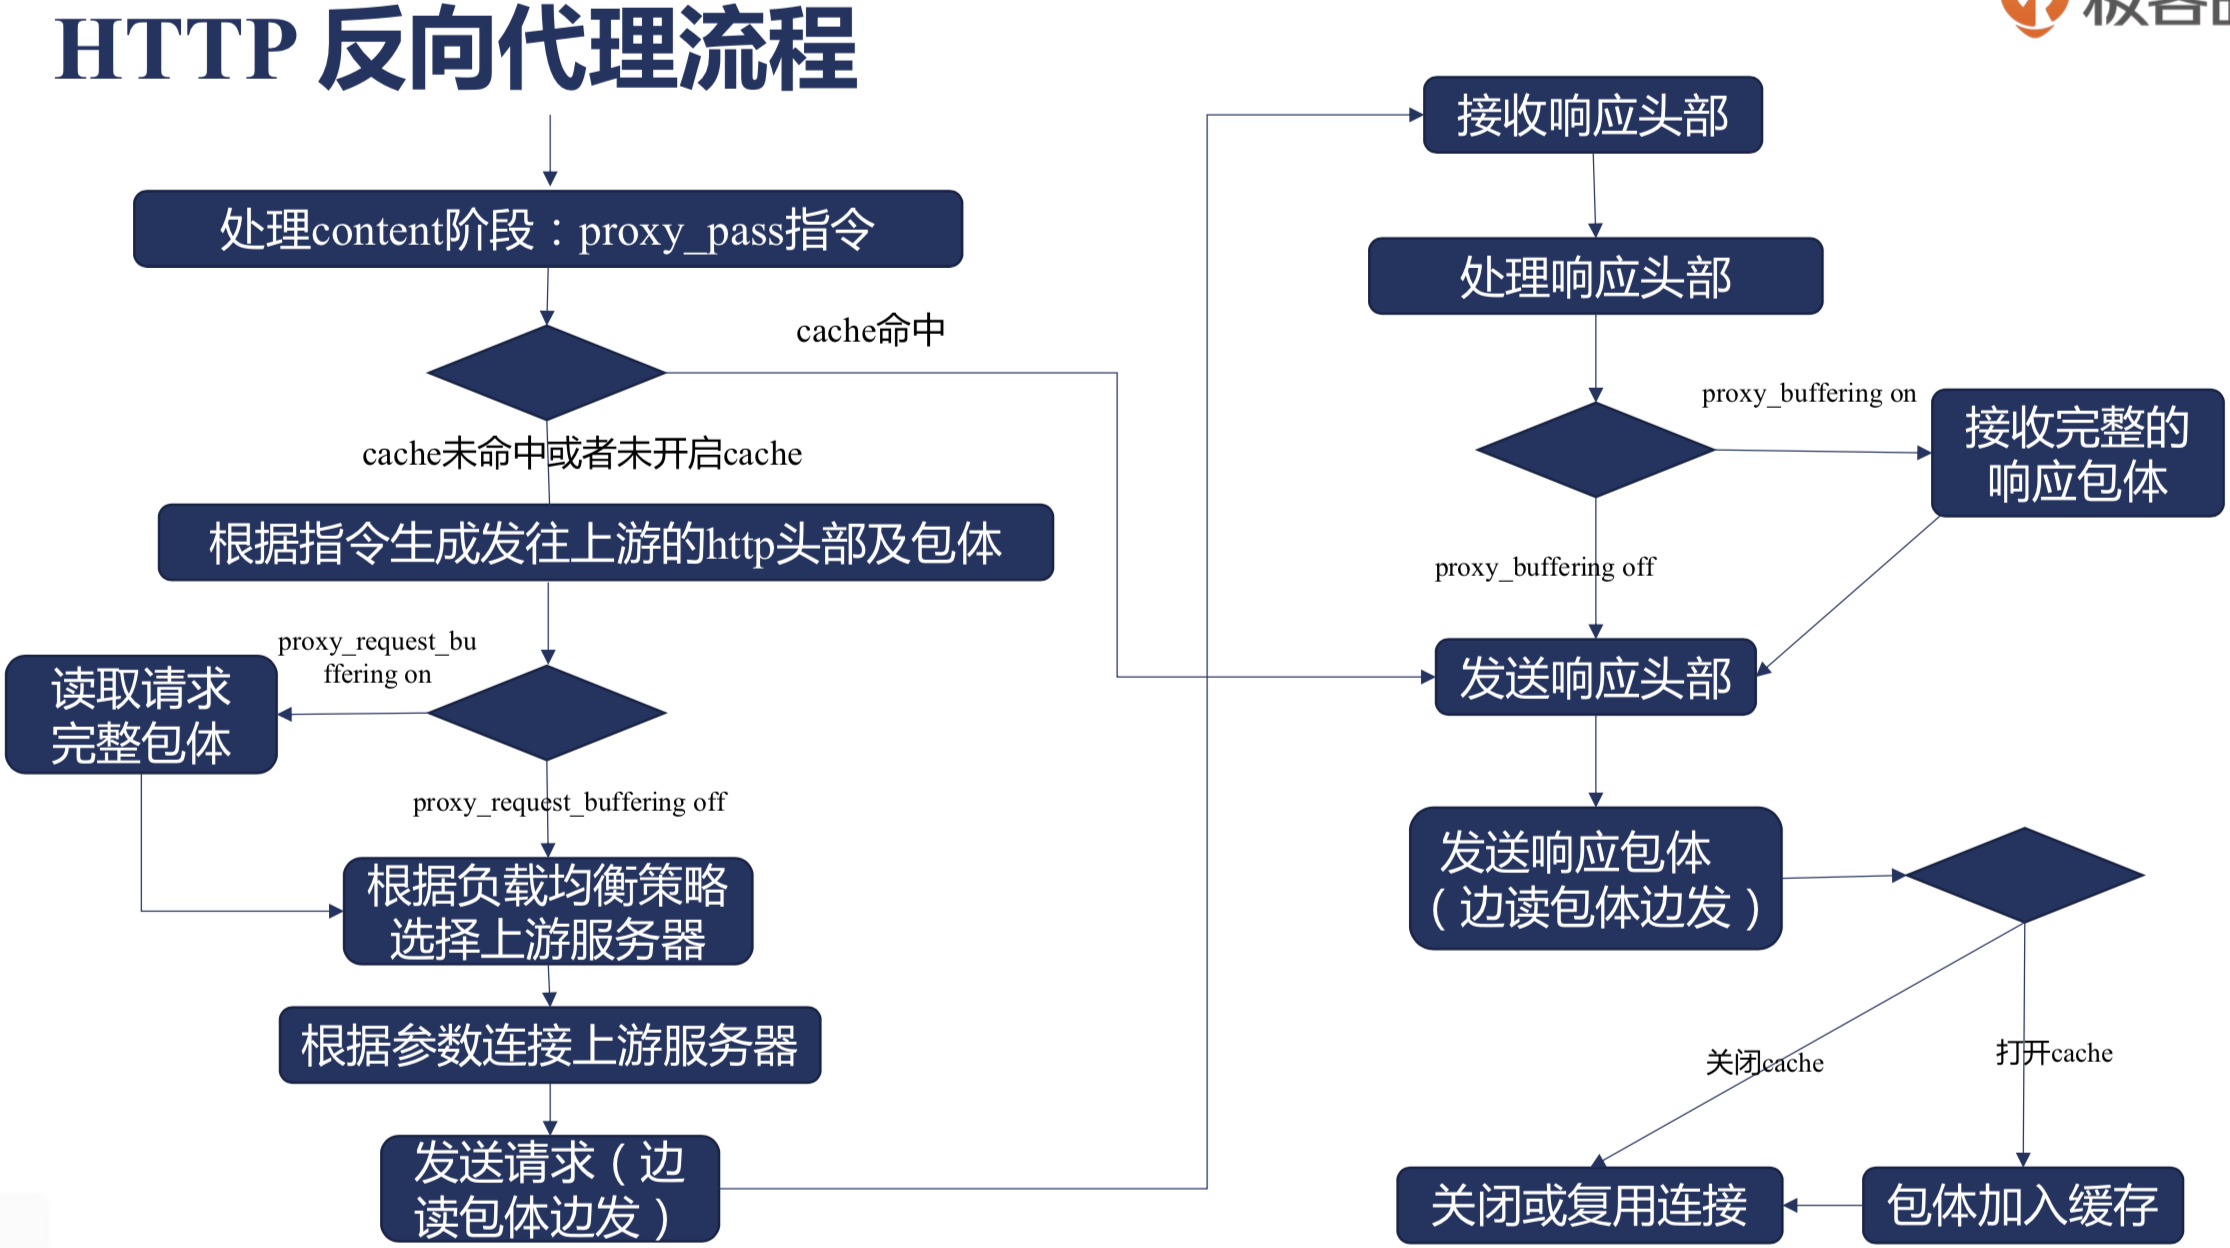 HTTP 反向代理流程
处理content阶段：proxy_pass指令
cache命中
cache未命中或者未开启cache
根据指令生成发往上游的http头部及包体
proxy_request_bu
ffering on
读取请求
完整包体
proxy_request_buffering off
根据负载均衡策略
选择上游服务器
根据参数连接上游服务器
发送请求（边
读包体边发）
接收响应头部
处理响应头部
proxy_buffering on
接收完整的
响应包体
proxy_buffering off
发送响应头部
发送响应包体
（边读包体边发）
关闭cache
打开cache
关闭或复用连接
包体加入缓存